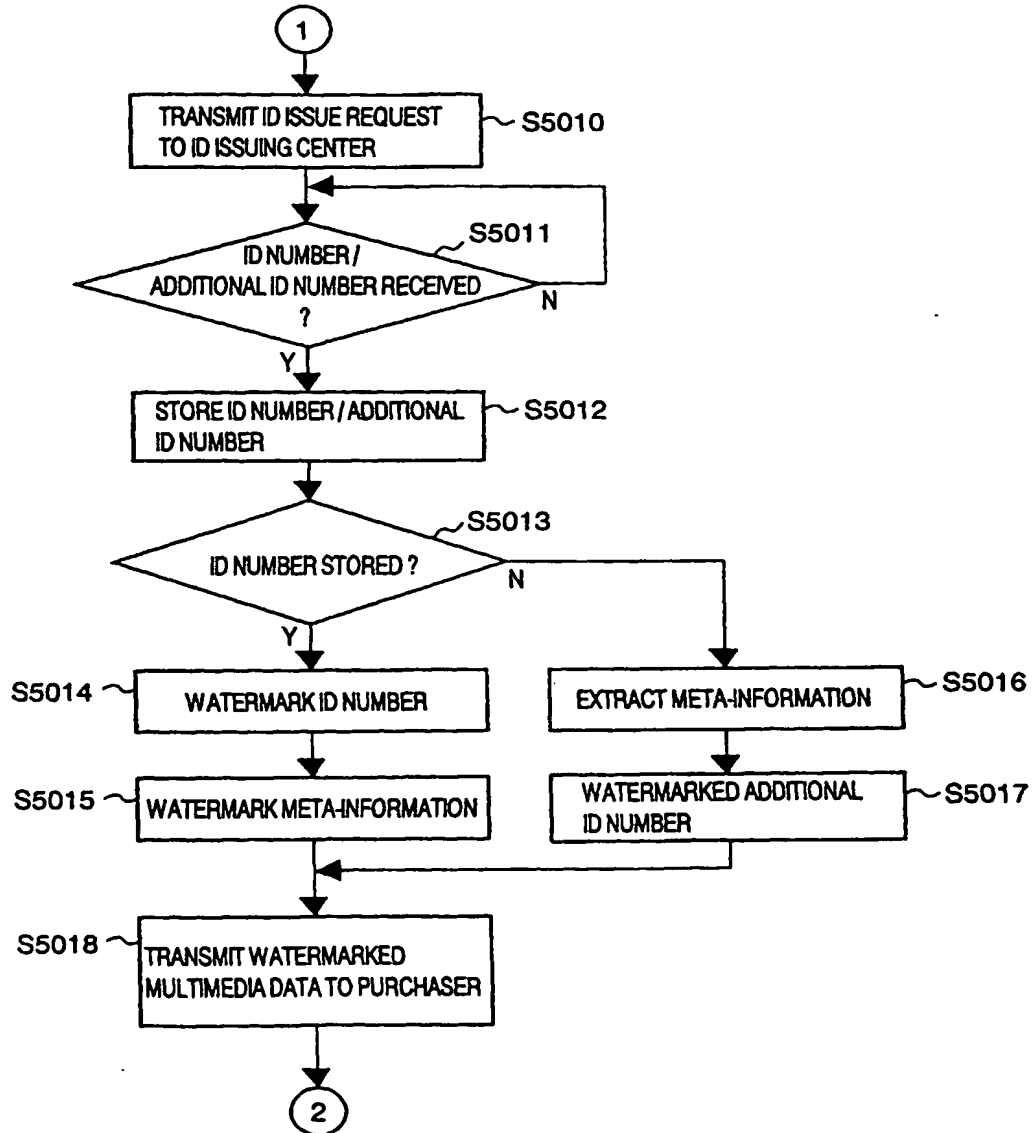 1
TRANSMIT ID ISSUE REQUEST
TO ID ISSUING CENTER
S5010
S5011
ID NUMBER /
ADDITIONAL ID NUMBER RECEIVED
?
N
Y
STORE ID NUMBER / ADDITIONAL
ID NUMBER
S5012
S5013
ID NUMBER STORED ?
N
Y
S5014
WATERMARK ID NUMBER
EXTRACT META-INFORMATION
S5016
S5015
WATERMARK META-INFORMATION
WATERMARKED ADDITIONAL
ID NUMBER
S5017
S5018
TRANSMIT WATERMARKED
MULTIMEDIA DATA TO PURCHASER
2